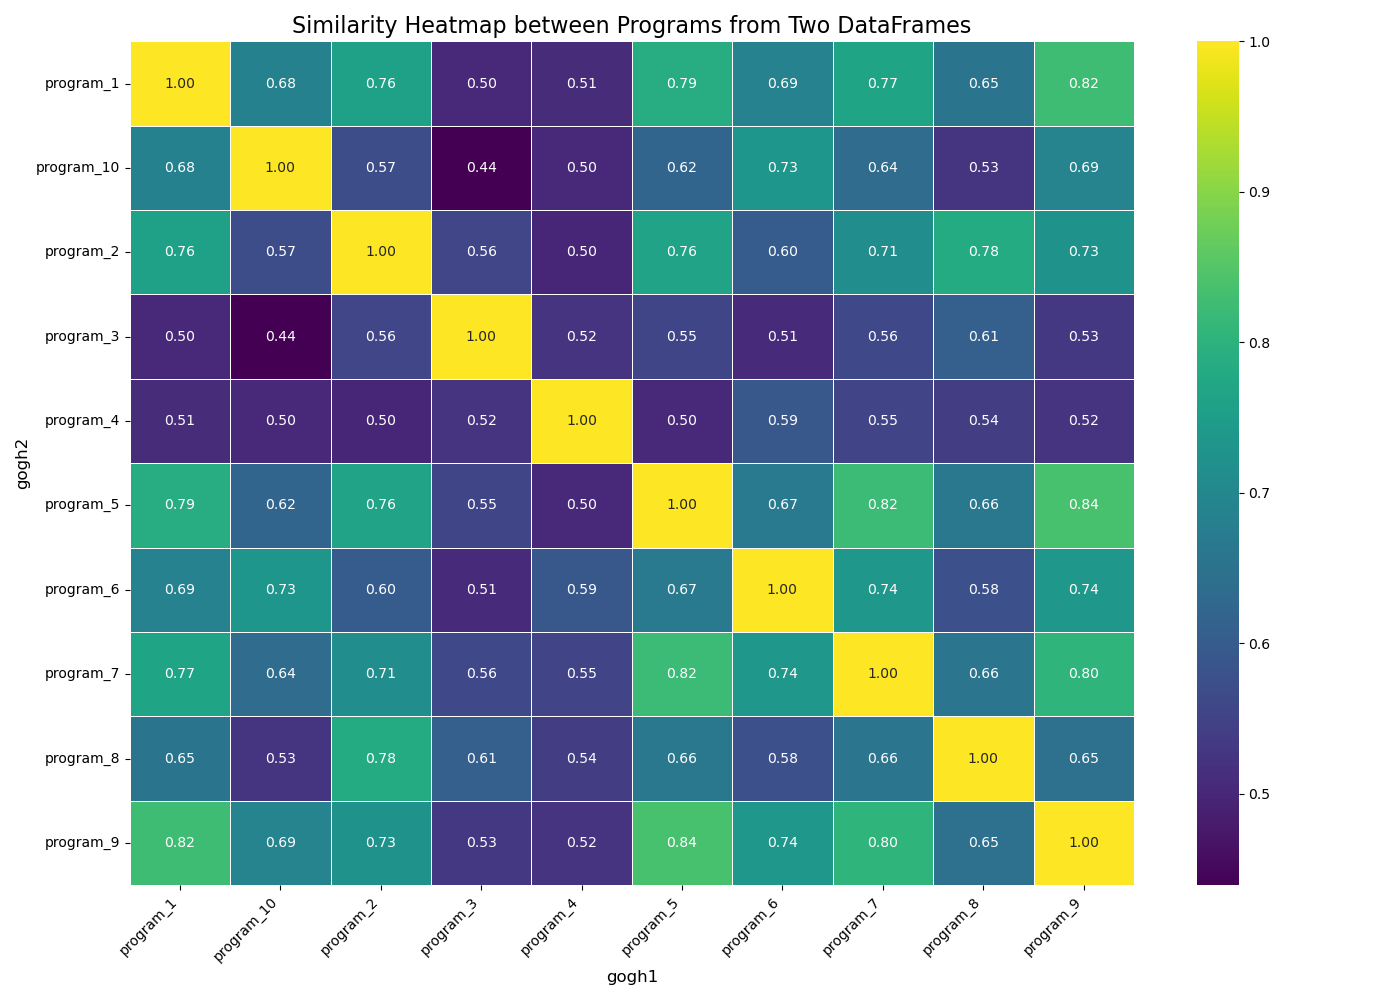 Similarity Heatmap between Programs from Two DataFrames
program_1 1.00 0.68 0.76 0.50 0.51 0.79 0.69 0.77 0.65 0.82
program_10 0.68 1.00 0.57 0.44 0.50 0.62 0.73 0.64 0.53 0.69
program_2 0.76 0.57 1.00 0.56 0.50 0.76 0.60 0.71 0.78 0.73
program_3 0.50 0.44 0.56 1.00 0.52 0.55 0.51 0.56 0.61 0.53
program_4 0.51 0.50 0.50 0.52 1.00 0.50 0.59 0.55 0.54 0.52
program_5 0.79 0.62 0.76 0.55 0.50 1.00 0.67 0.82 0.66 0.84
program_6 0.69 0.73 0.60 0.51 0.59 0.67 1.00 0.74 0.58 0.74
program_7 0.77 0.64 0.71 0.56 0.55 0.82 0.74 1.00 0.66 0.80
program_8 0.65 0.53 0.78 0.61 0.54 0.66 0.58 0.66 1.00 0.65
program_9 0.82 0.69 0.73 0.53 0.52 0.84 0.74 0.80 0.65 1.00
program_1 program_10 program_2 program_3 program_4 program_5 program_6 program_7 program_8 program_9
gogh1
gogh2
1.0
0.9
0.8
0.7
0.6
0.5